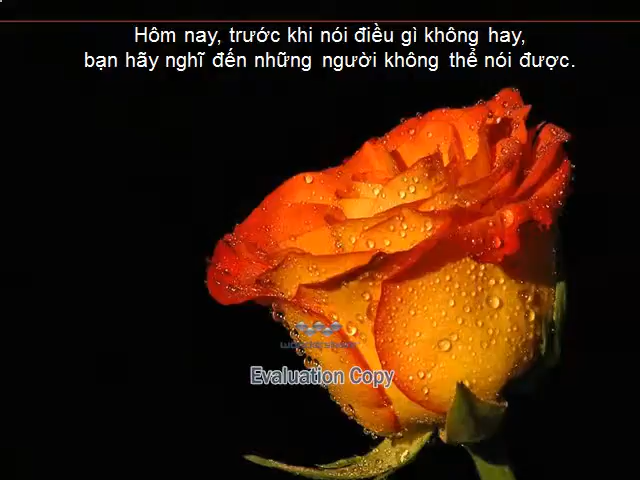 Hôm nay, trước khi nói điều gì không hay,
bạn hãy nghĩ đến những người không thể nói được.
Evaluation Copy